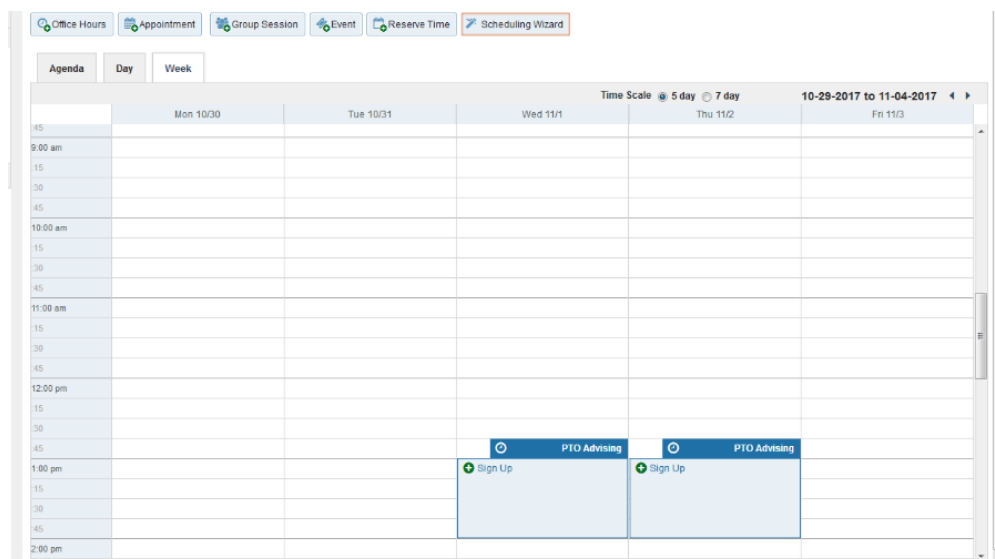 Office Hours Appointment Group Session Event Reserve Time Scheduling Wizard
Agenda Day Week
Time Scale 5 day 7 day 10-29-2017 to 11-04-2017
Mon 10/30 Tue 10/31 Wed 11/1 Thu 11/2 Fri 11/3
:45
9:00 am
:15
:30
:45
10:00 am
:15
:30
:45
11:00 am
:15
:30
:45
12:00 pm
:15
:30
:45 PTO Advising PTO Advising
1:00 pm Sign Up Sign Up
:15
:30
:45
2:00 pm